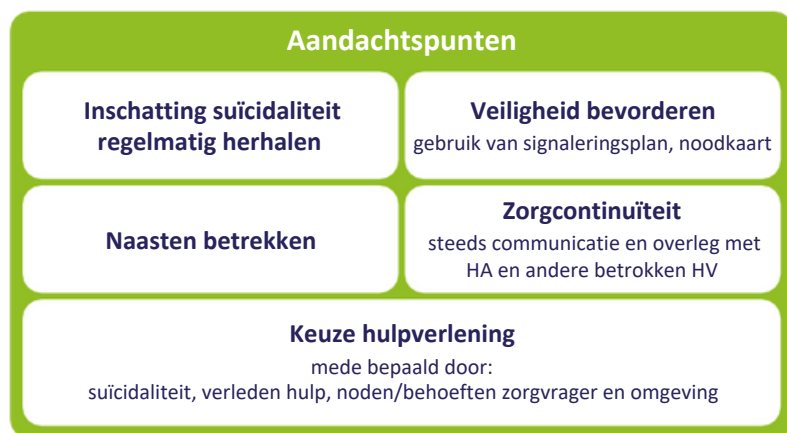 Aandachtspunten
Inschatting suïcidaliteit
regelmatig herhalen
Veiligheid bevorderen
gebruik van signaleringsplan, noodkaart
Naasten betrekken
Zorgcontinuïteit
steeds communicatie en overleg met
HA en andere betrokken HV
Keuze hulpverlening
mede bepaald door:
suïcidaliteit, verleden hulp, noden/behoeften zorgvrager en omgeving